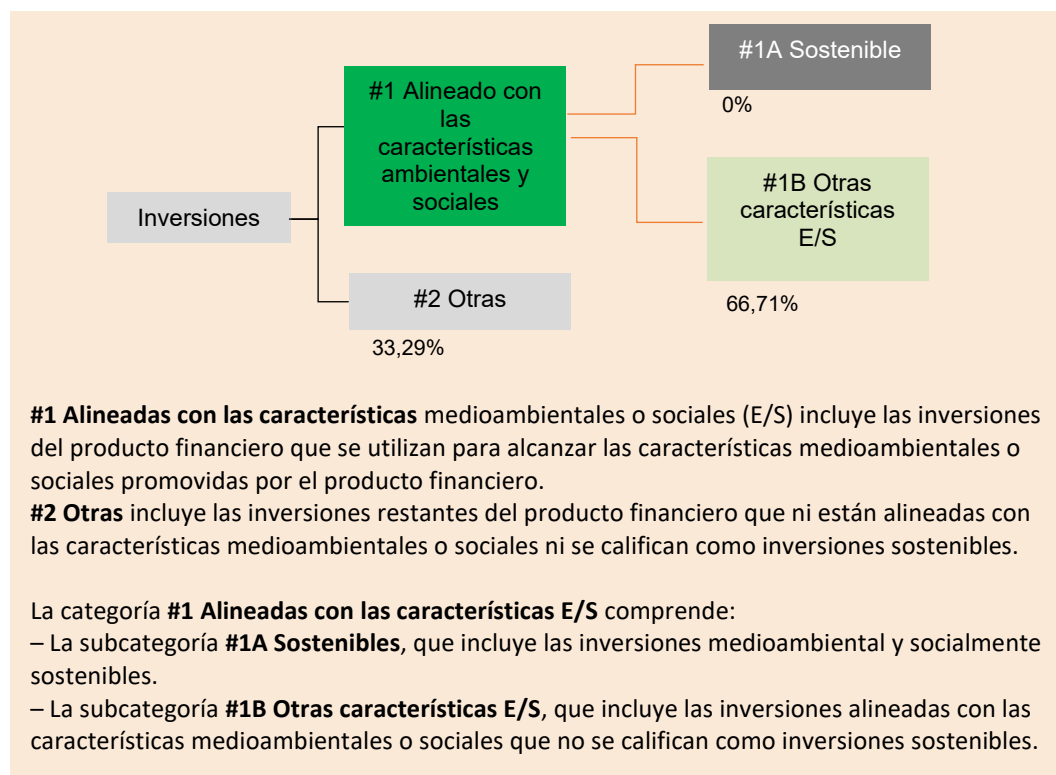 #1A Sostenible
0%
#1 Alineado con
las
características
ambientales y
sociales
#1B Otras
características
E/S
66,71%
Inversiones
#2 Otras
33,29%
#1 Alineadas con las características medioambientales o sociales (E/S) incluye las inversiones
del producto financiero que se utilizan para alcanzar las características medioambientales o
sociales promovidas por el producto financiero.
#2 Otras incluye las inversiones restantes del producto financiero que ni están alineadas con
las características medioambientales o sociales ni se califican como inversiones sostenibles.
La categoría #1 Alineadas con las características E/S comprende:
– La subcategoría #1A Sostenibles, que incluye las inversiones medioambiental y socialmente
sostenibles.
– La subcategoría #1B Otras características E/S, que incluye las inversiones alineadas con las
características medioambientales o sociales que no se califican como inversiones sostenibles.